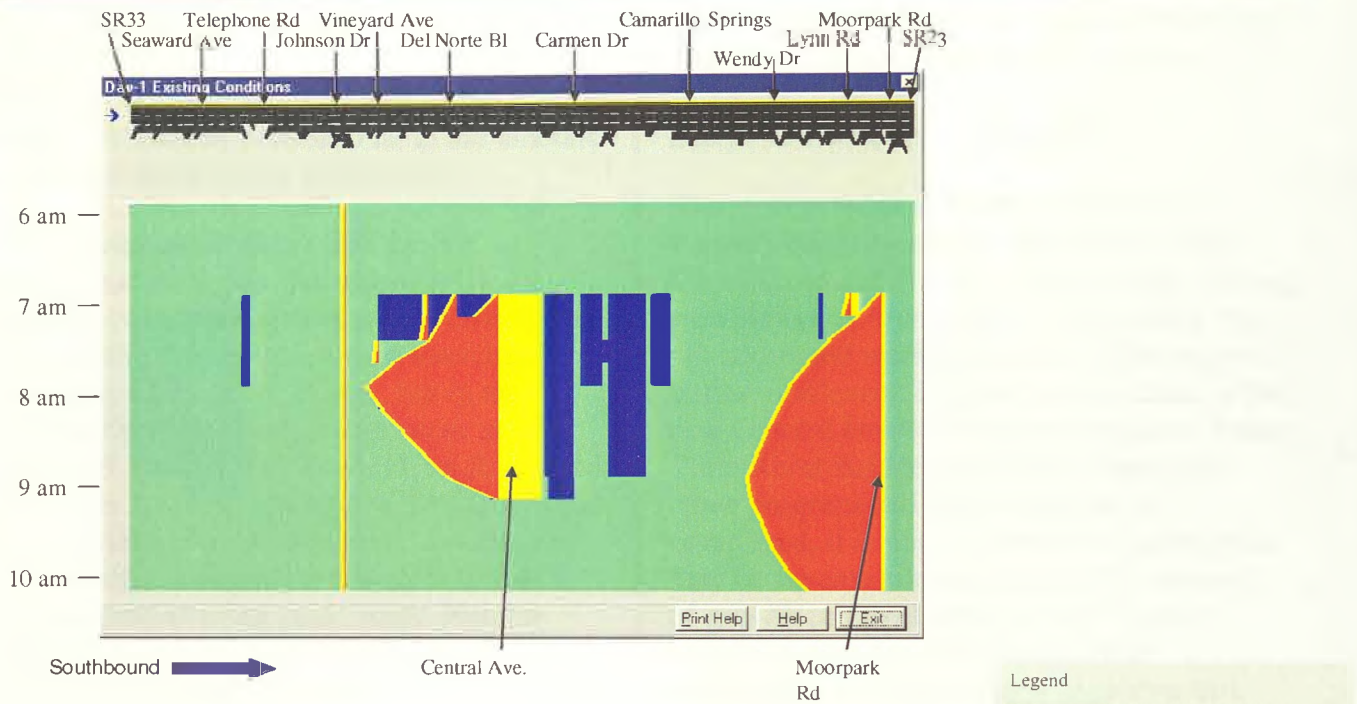 SR33 Telephone Rd Vineyard Ave Camarillo Springs Moorpark Rd
Seaward Ave Johnson Dr Del Norte Bl Carmen Dr Lynn Rd SR23
Wendy Dr
Day-1 Existing Conditions
6 am
7 am
8 am
9 am
10 am
Print Help Help Exit
Southbound Central Ave. Moorpark
Rd
Legend